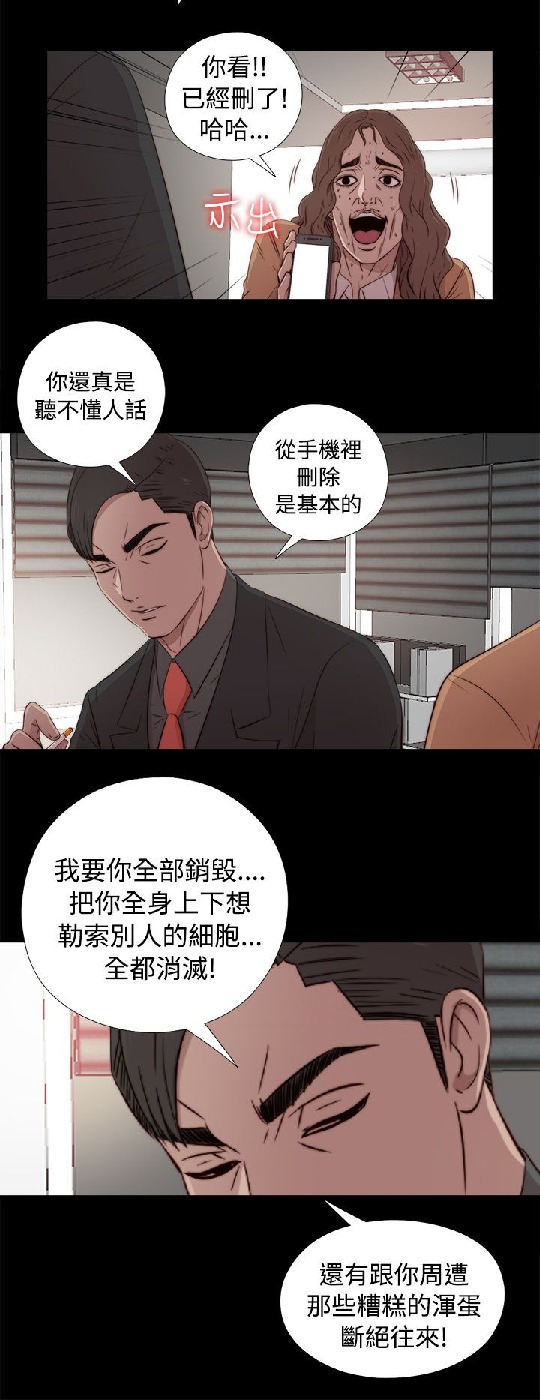 你看!!
已經刪了!
哈哈...
示出
你還真是
聽不懂人話
從手機裡
刪除
是基本的
我要你全部銷毀....
把你全身上下想
勒索別人的細胞...
全都消滅!
還有跟你周遭
那些糟糕的渾蛋
斷絕往來!